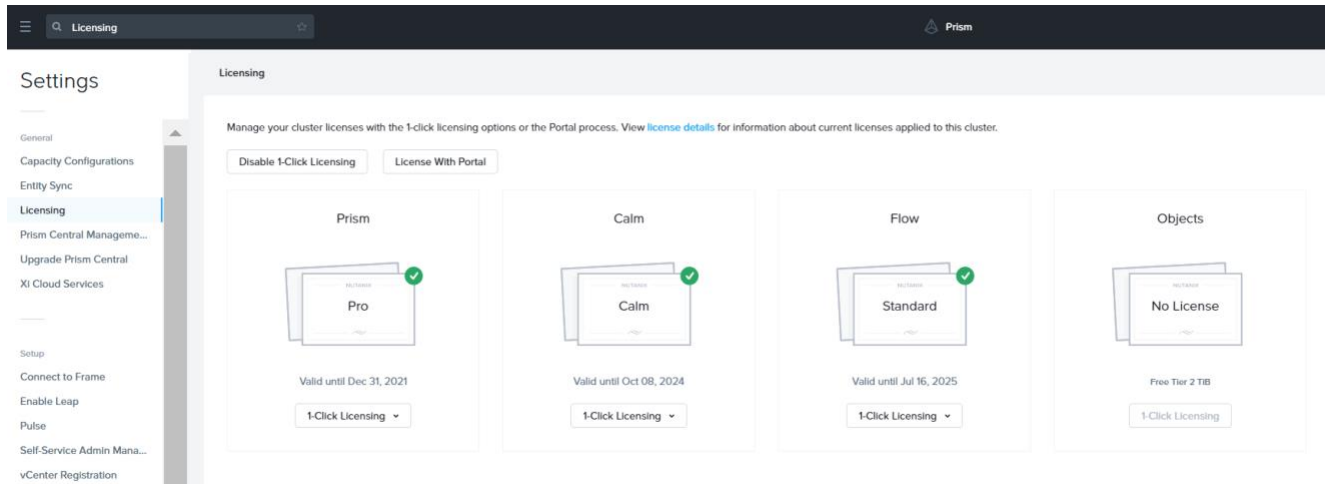 Licensing
Prism
Settings
Licensing
General
Capacity Configurations
Entity Sync
Licensing
Prism Central Manageme...
Upgrade Prism Central
Xi Cloud Services
Setup
Connect to Frame
Enable Leap
Pulse
Self-Service Admin Mana...
vCenter Registration
Manage your cluster licenses with the 1-click licensing options or the Portal process. View license details for information about current licenses applied to this cluster.
Disable 1-Click Licensing
License With Portal
Prism
NUTANIX
Pro
Valid until Dec 31, 2021
1-Click Licensing
Calm
NUTANIX
Calm
Valid until Oct 08, 2024
1-Click Licensing
Flow
NUTANIX
Standard
Valid until Jul 16, 2025
1-Click Licensing
Objects
NUTANIX
No License
Free Tier 2 TiB
1-Click Licensing